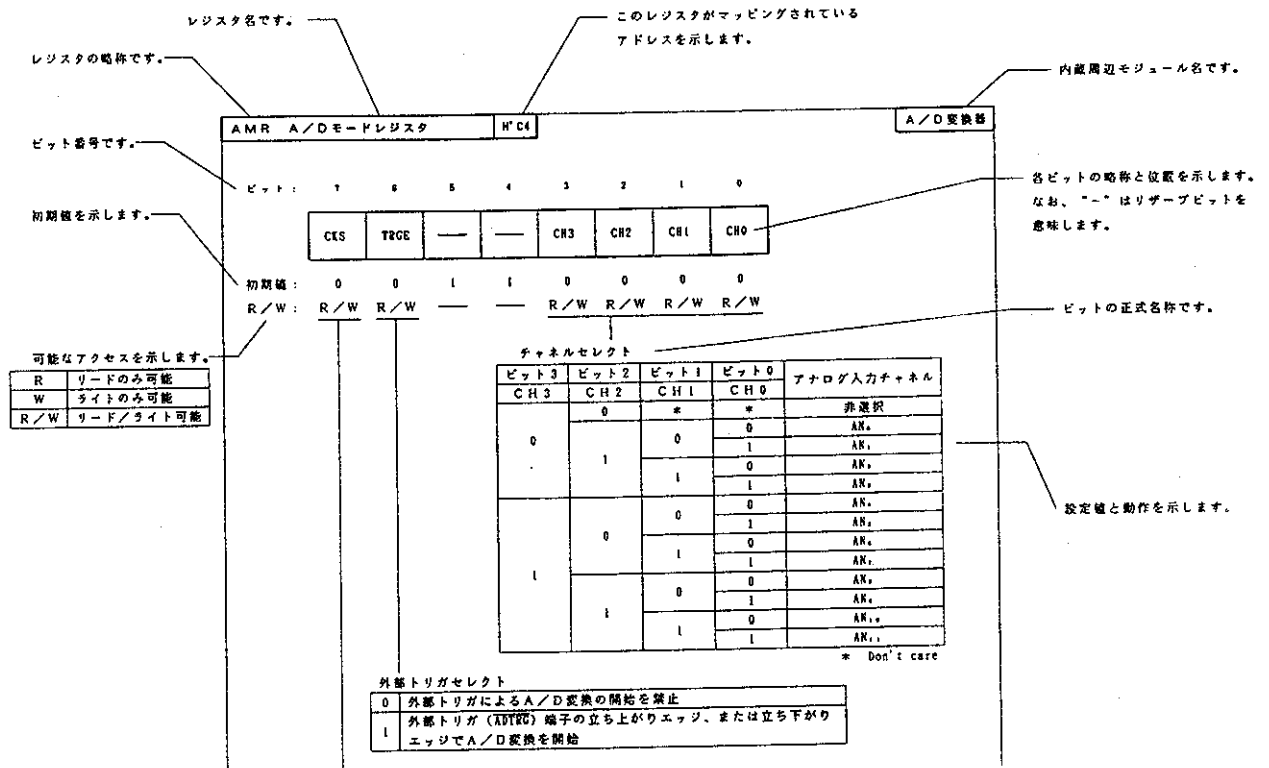 レジスタ名です。
このレジスタがマッピングされている
アドレスを示します。
レジスタの略称です。
内蔵周辺モジュール名です。
AMR A/Dモードレジスタ H'C4 A/D変換器
ビット番号です。
ビット: 7 6 5 4 3 2 1 0
各ビットの略称と位置を示します。
なお、"−"はリザーブビットを
意味します。
初期値を示します。
CKS TRGE — — CH3 CH2 CH1 CH0
初期値: 0 0 1 1 0 0 0 0
R/W: R/W R/W — — R/W R/W R/W R/W
ビットの正式名称です。
可能なアクセスを示します。
R リードのみ可能
W ライトのみ可能
R/W リード/ライト可能
チャネルセレクト
ビット3 ビット2 ビット1 ビット0 アナログ入力チャネル
CH3 CH2 CH1 CH0
0 0 * * 非選択
1 0 0 AN₀
1 AN₁
1 0 AN₂
1 AN₃
1 0 0 0 AN₄
1 AN₅
1 0 AN₆
1 AN₇
1 0 0 AN₈
1 AN₉
1 0 AN₁₀
1 AN₁₁
* Don't care
設定値と動作を示します。
外部トリガセレクト
0 外部トリガによるA/D変換の開始を禁止
1 外部トリガ(ADTRG)端子の立ち上がりエッジ、または立ち下がり
エッジでA/D変換を開始